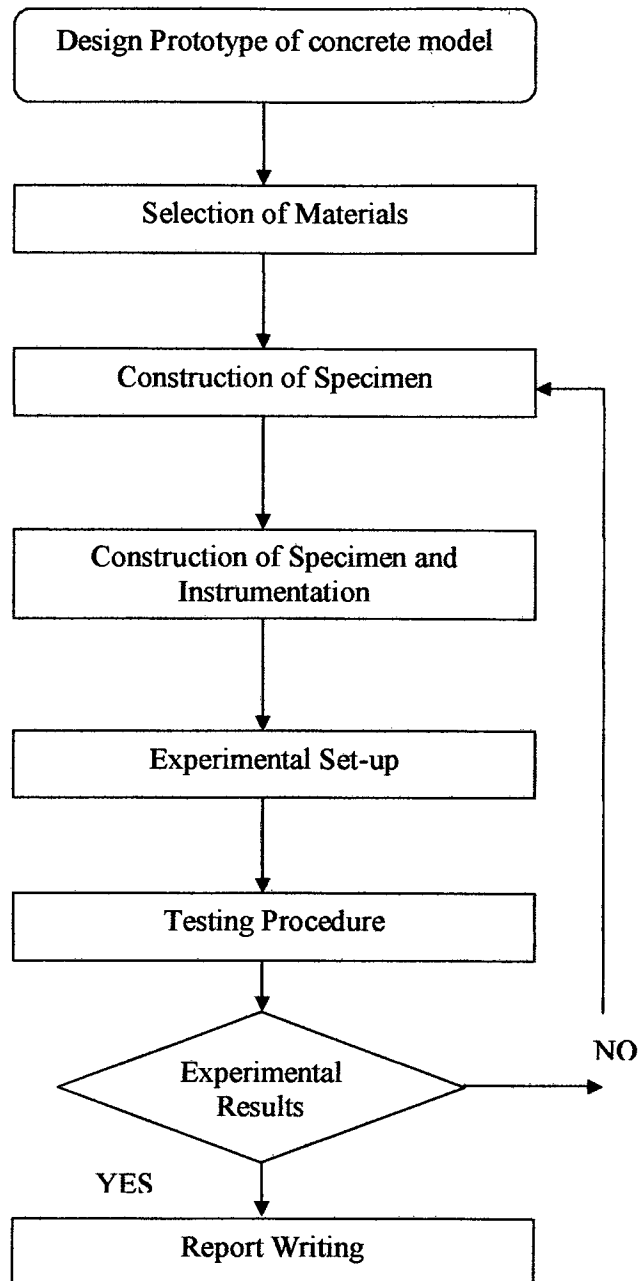 Design Prototype of concrete model
Selection of Materials
Construction of Specimen
Construction of Specimen and
Instrumentation
Experimental Set-up
Testing Procedure
Experimental
Results
NO
YES
Report Writing